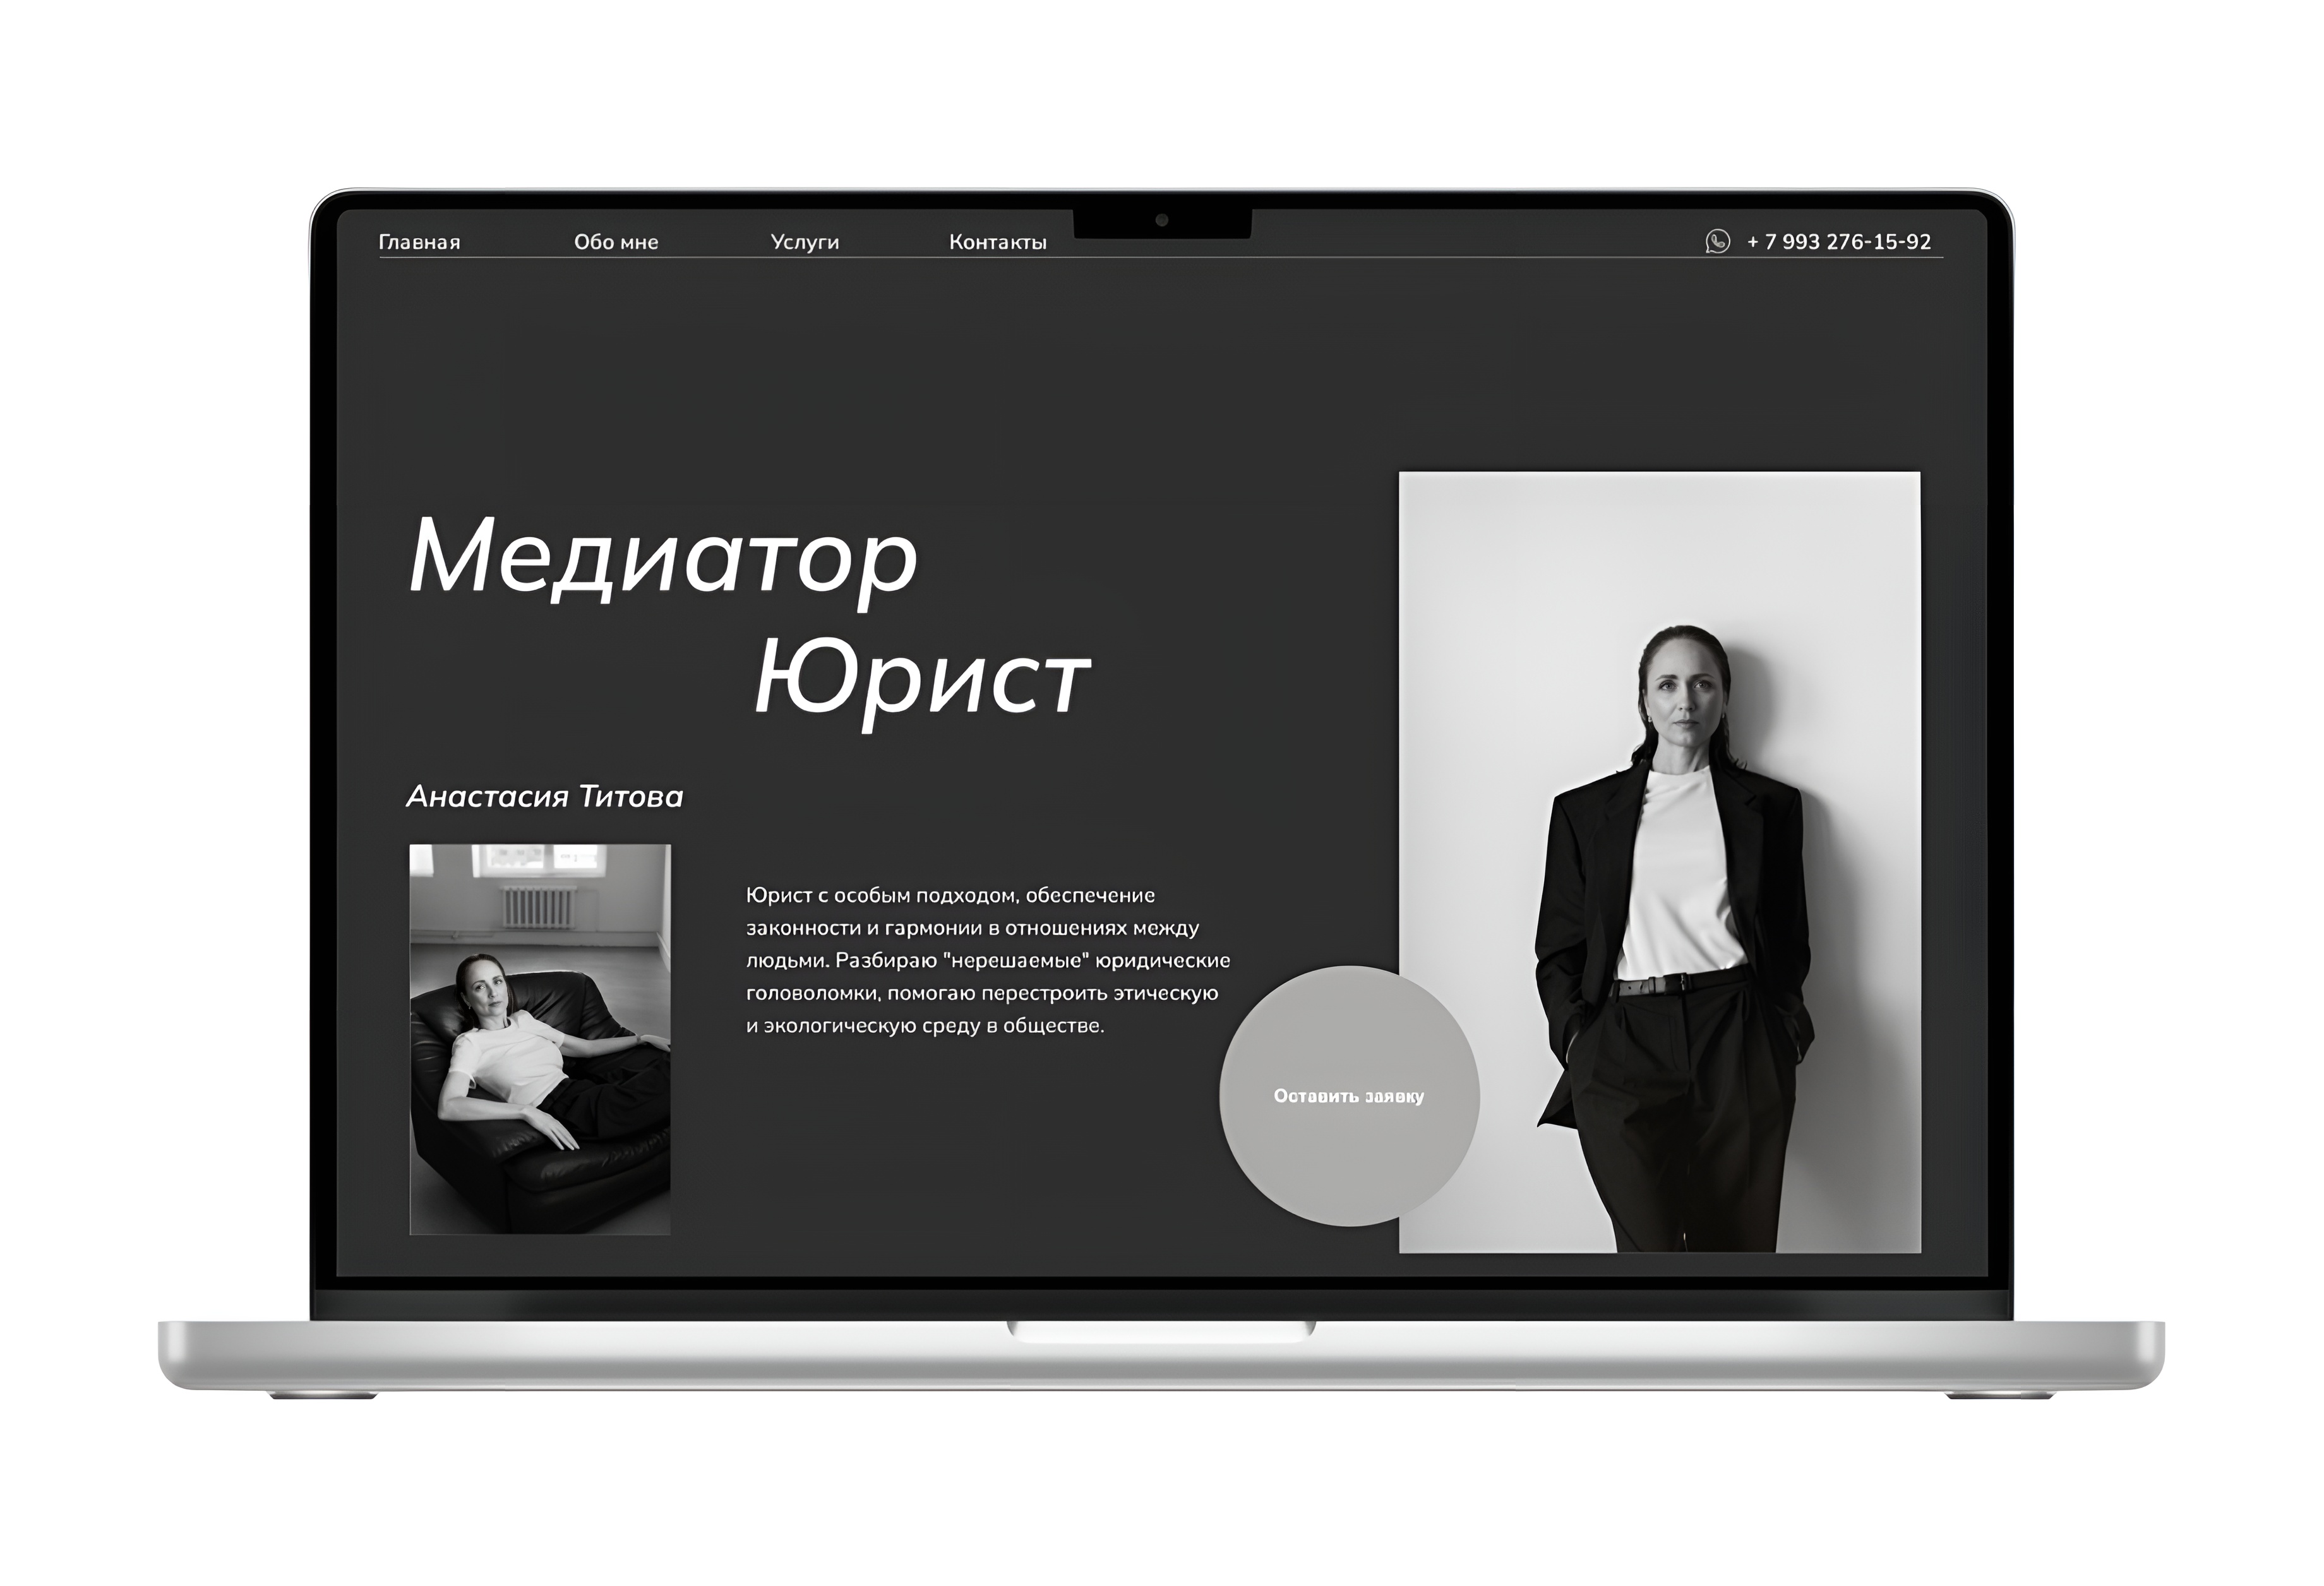 Главная Обо мне Услуги Контакты + 7 993 276-15-92
Медиатор
Юрист
Анастасия Титова
Юрист с особым подходом, обеспечение
законности и гармонии в отношениях между
людьми. Разбираю "нерешаемые" юридические
головоломки, помогаю перестроить этическую
и экологическую среду в обществе.
Оставить заявку